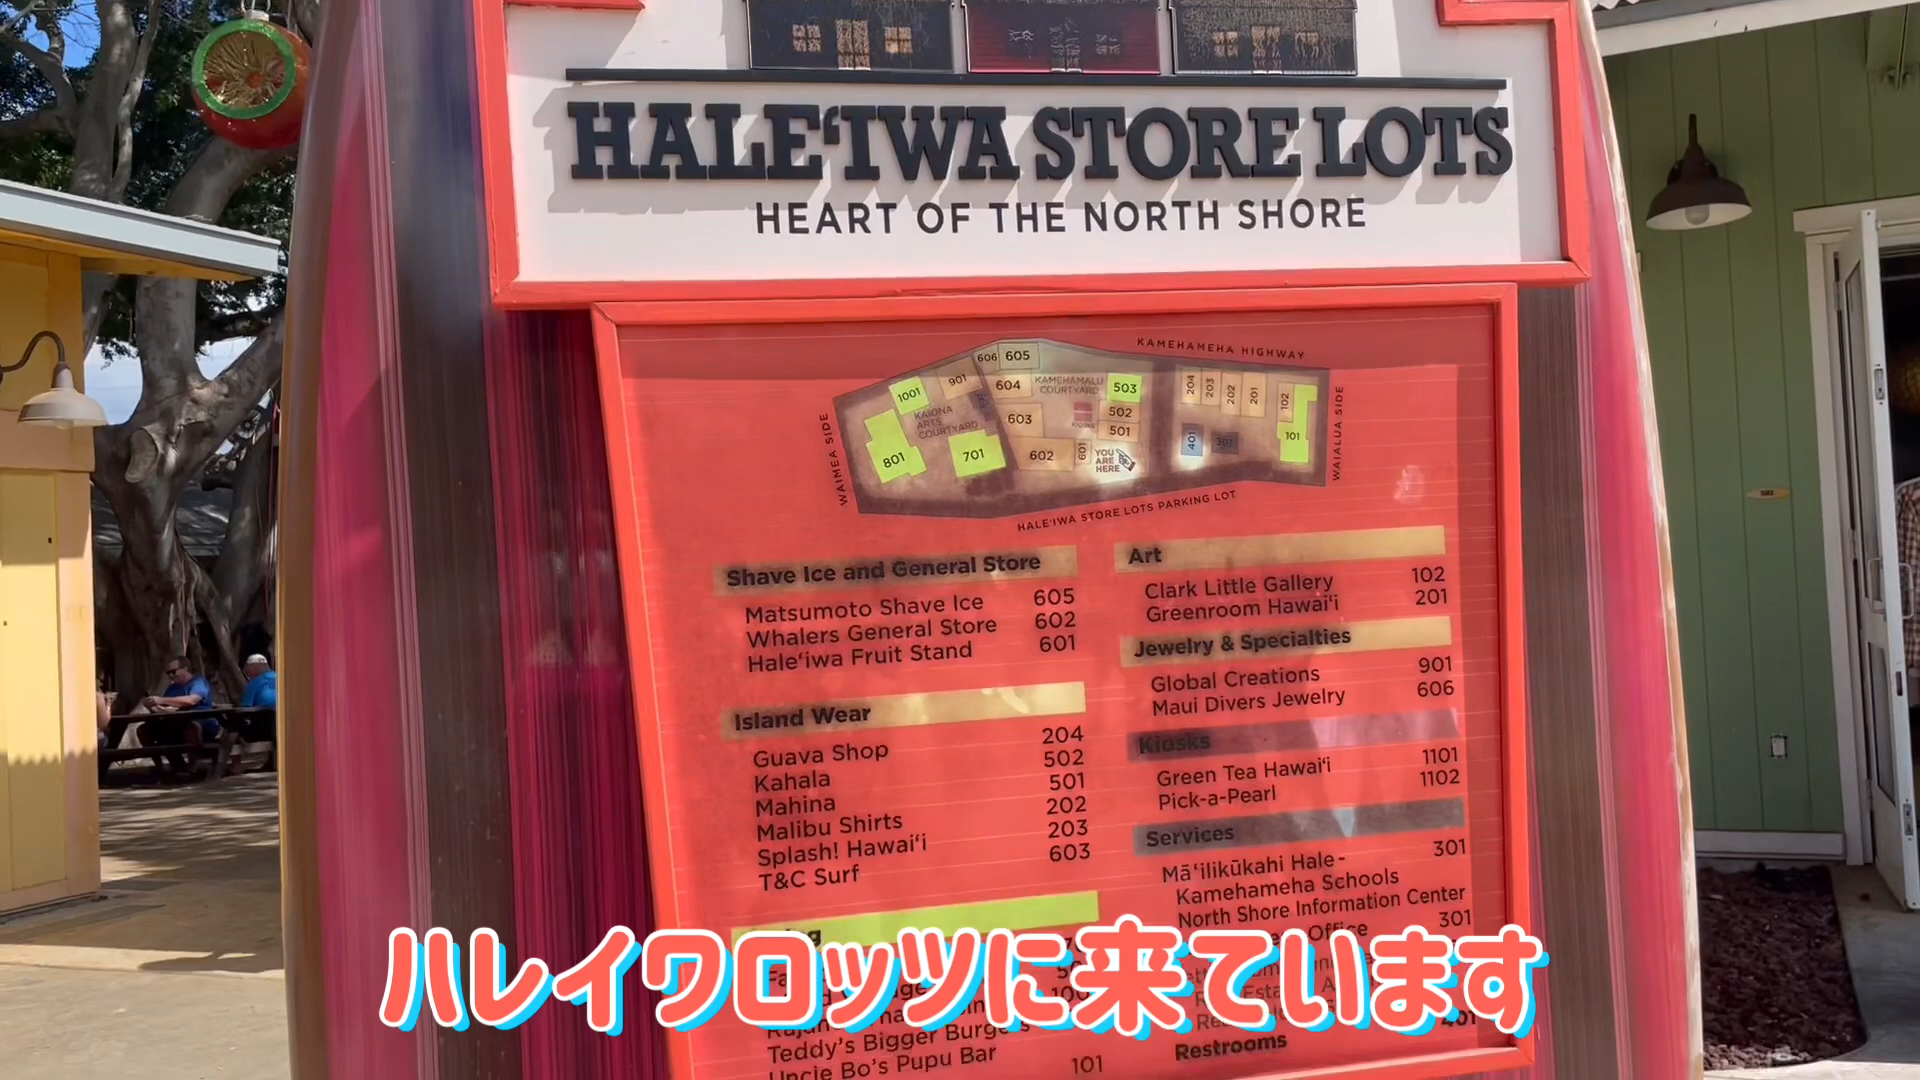 HALE‘IWA STORE LOTS
HEART OF THE NORTH SHORE
KAMEHAMEHA HIGHWAY
606 605
1001 901 604 KAMEHAMALU COURTYARD 503
204 203 202 201 102
KAIONA ARTS COURTYARD
603 502
501
401 301 101
801 701 602 601 YOU ARE HERE
WAIMEA SIDE
WAIALUA SIDE
HALE‘IWA STORE LOTS PARKING LOT
Shave Ice and General Store
Matsumoto Shave Ice 605
Whalers General Store 602
Hale‘iwa Fruit Stand 601
Island Wear
Guava Shop 204
Kahala 502
Mahina 501
Malibu Shirts 202
Splash! Hawai‘i 203
T&C Surf 603
Art
Clark Little Gallery 102
Greenroom Hawai‘i 201
Jewelry & Specialties
Global Creations 901
Maui Divers Jewelry 606
Kiosks
Green Tea Hawai‘i 1101
Pick-a-Pearl 1102
Services
Mā‘ilikūkahi Hale - 301
Kamehameha Schools
North Shore Information Center
Office 301
401
Restrooms
Teddy's Bigger Burgers
Uncle Bo's Pupu Bar 101
ハレイワロッツに来ています